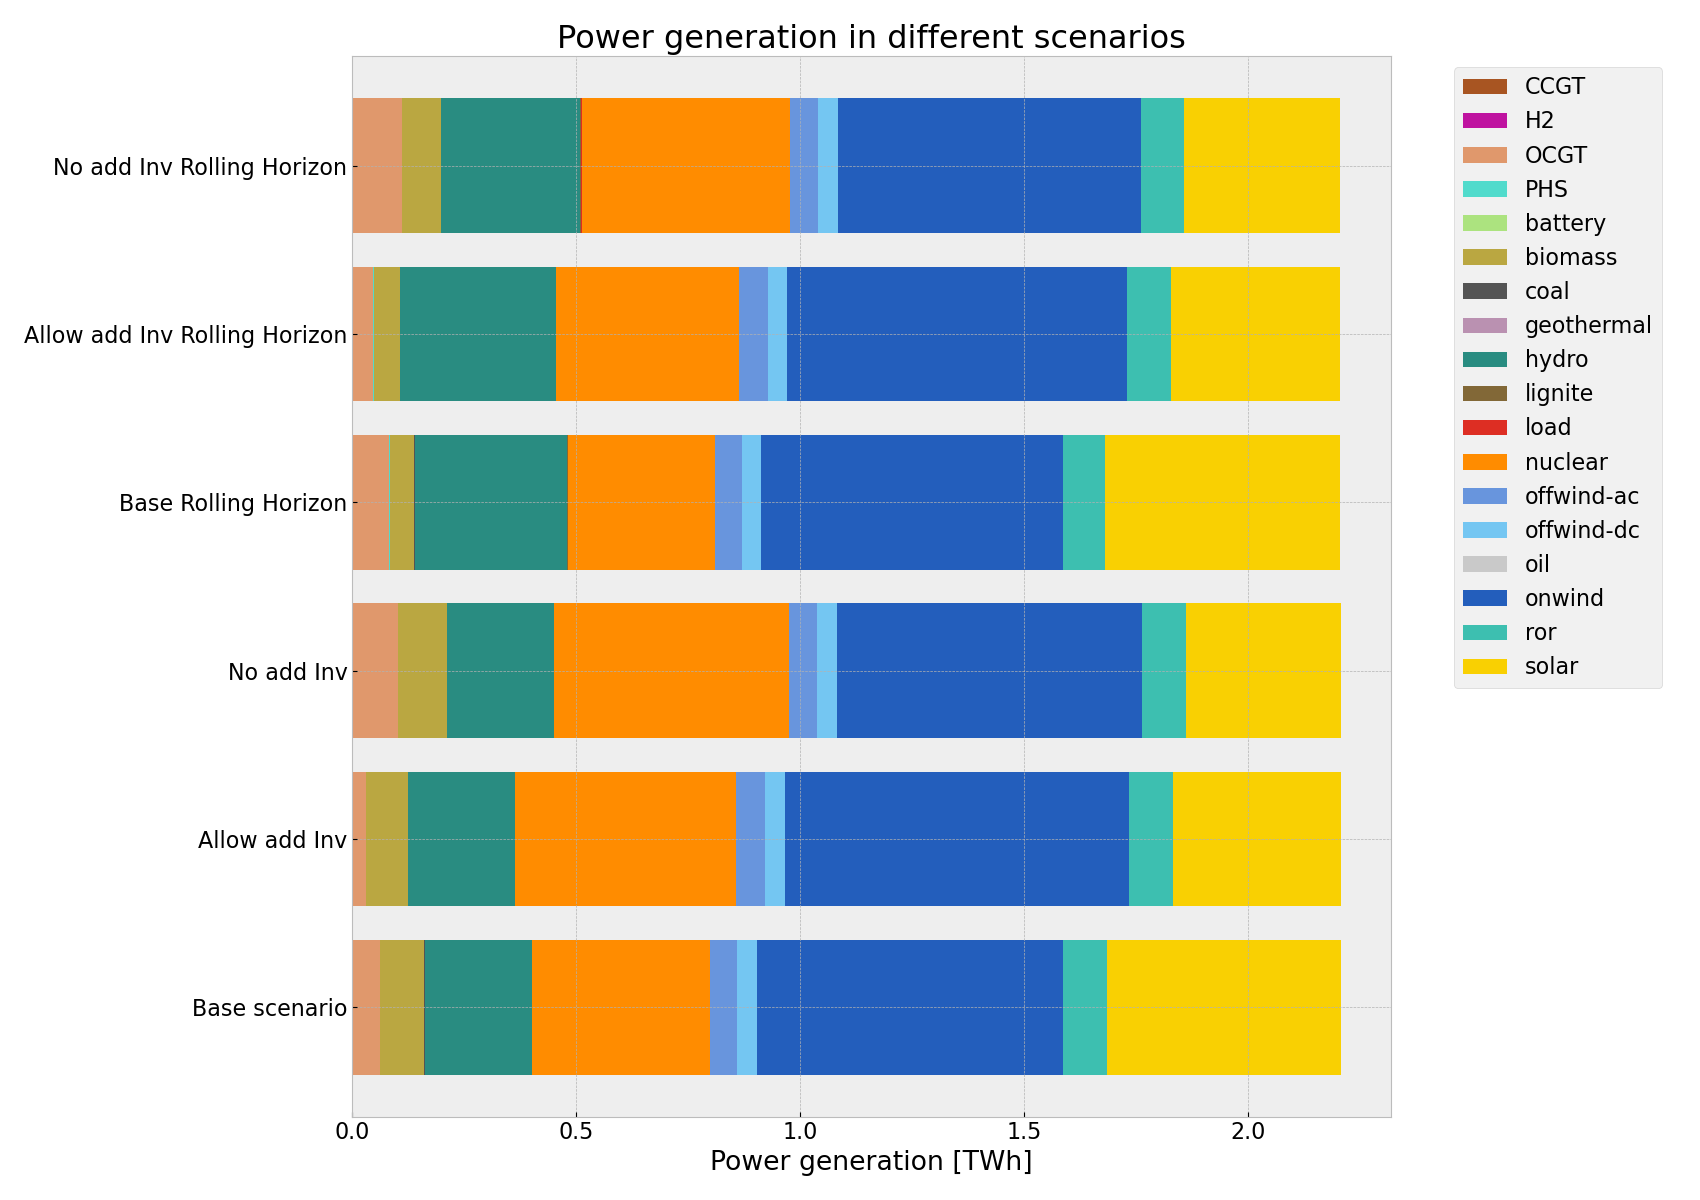 Power generation in different scenarios
No add Inv Rolling Horizon
Allow add Inv Rolling Horizon
Base Rolling Horizon
No add Inv
Allow add Inv
Base scenario
0.0 0.5 1.0 1.5 2.0
Power generation [TWh]
CCGT
H2
OCGT
PHS
battery
biomass
coal
geothermal
hydro
lignite
load
nuclear
offwind-ac
offwind-dc
oil
onwind
ror
solar